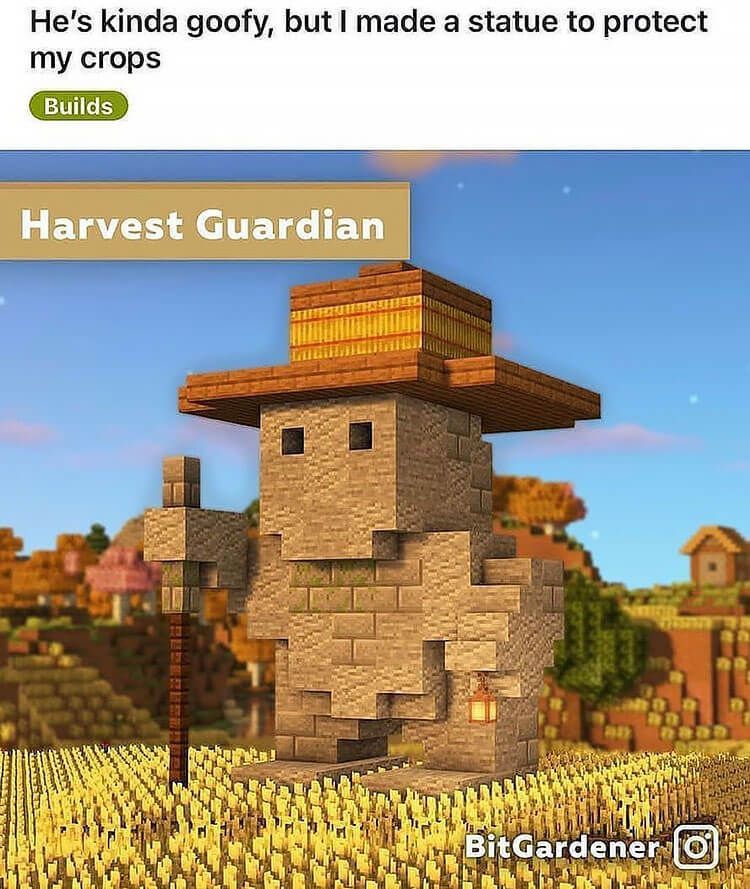 He’s kinda goofy, but I made a statue to protect
my crops
Builds
Harvest Guardian
BitGardener